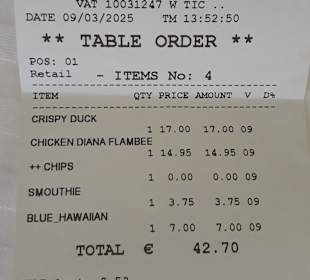 VAT 10031247 W TIC ..
DATE 09/03/2025 TM 13:52:50
** TABLE ORDER **
POS: 01
Retail - ITEMS No: 4
ITEM QTY PRICE AMOUNT V D%
CRISPY DUCK
1 17.00 17.00 09
CHICKEN DIANA FLAMBEE
1 14.95 14.95 09
++ CHIPS
1 0.00 0.00 09
SMOUTHIE
1 3.75 3.75 09
BLUE_HAWAIIAN
1 7.00 7.00 09
TOTAL € 42.70